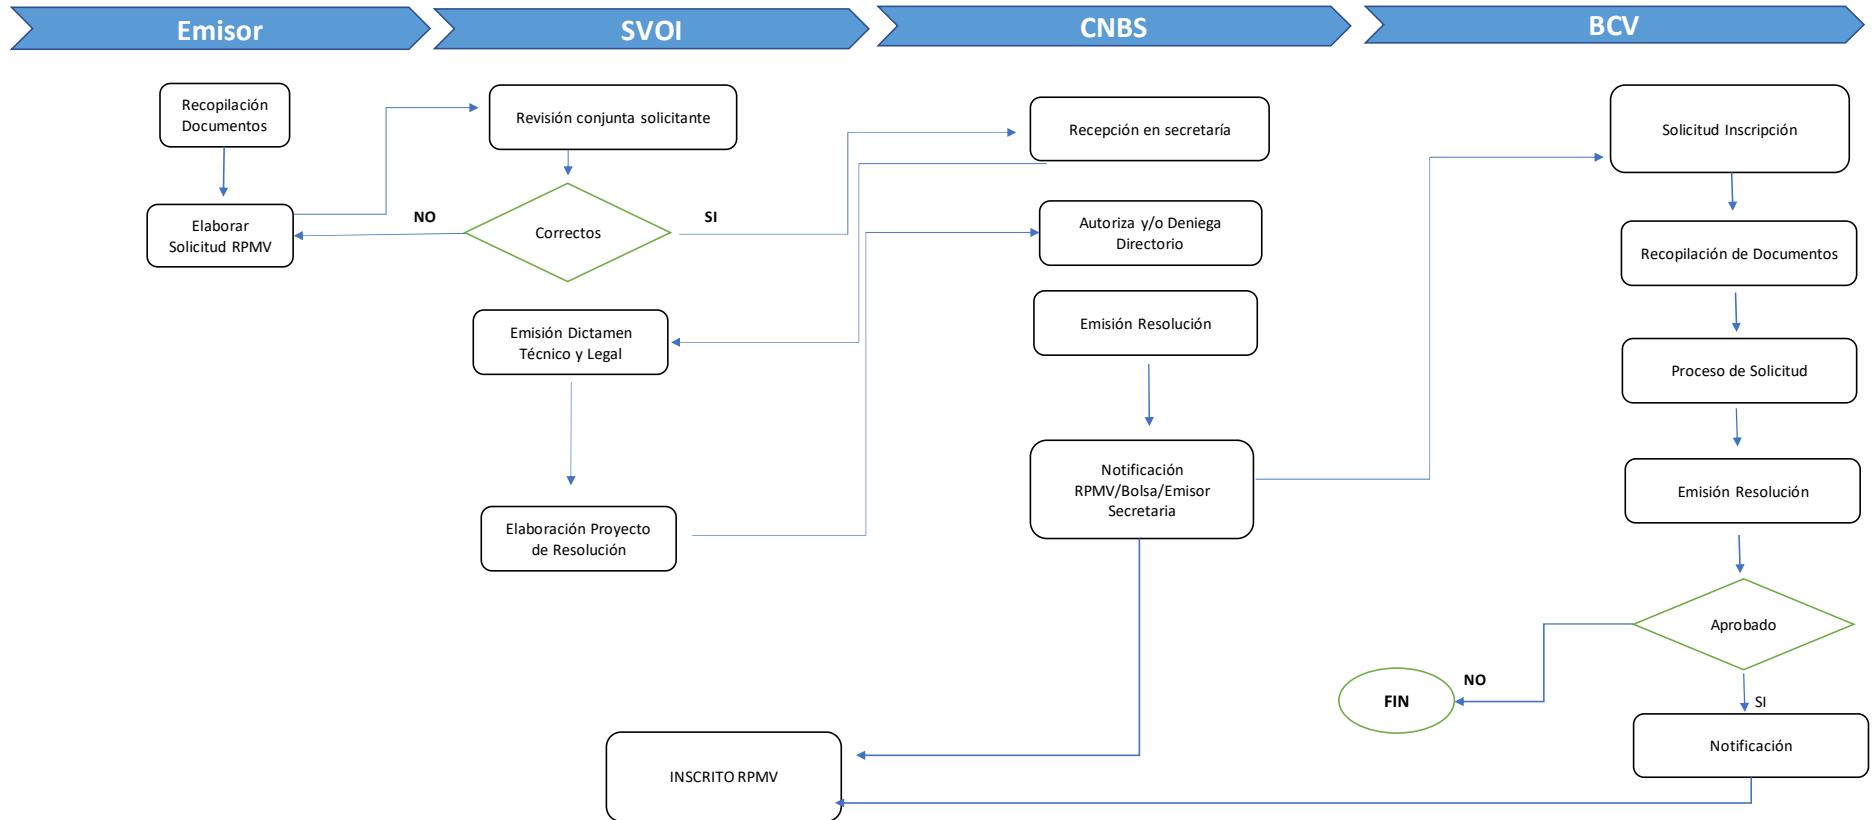 Emisor
SVOI
CNBS
BCV
Recopilación
Documentos
Elaborar
Solicitud RPMV
NO
Revisión conjunta solicitante
Correctos
SI
Emisión Dictamen
Técnico y Legal
Elaboración Proyecto
de Resolución
Recepción en secretaría
Autoriza y/o Deniega
Directorio
Emisión Resolución
Notificación
RPMV/Bolsa/Emisor
Secretaria
Solicitud Inscripción
Recopilación de Documentos
Proceso de Solicitud
Emisión Resolución
Aprobado
NO
FIN
SI
Notificación
INSCRITO RPMV